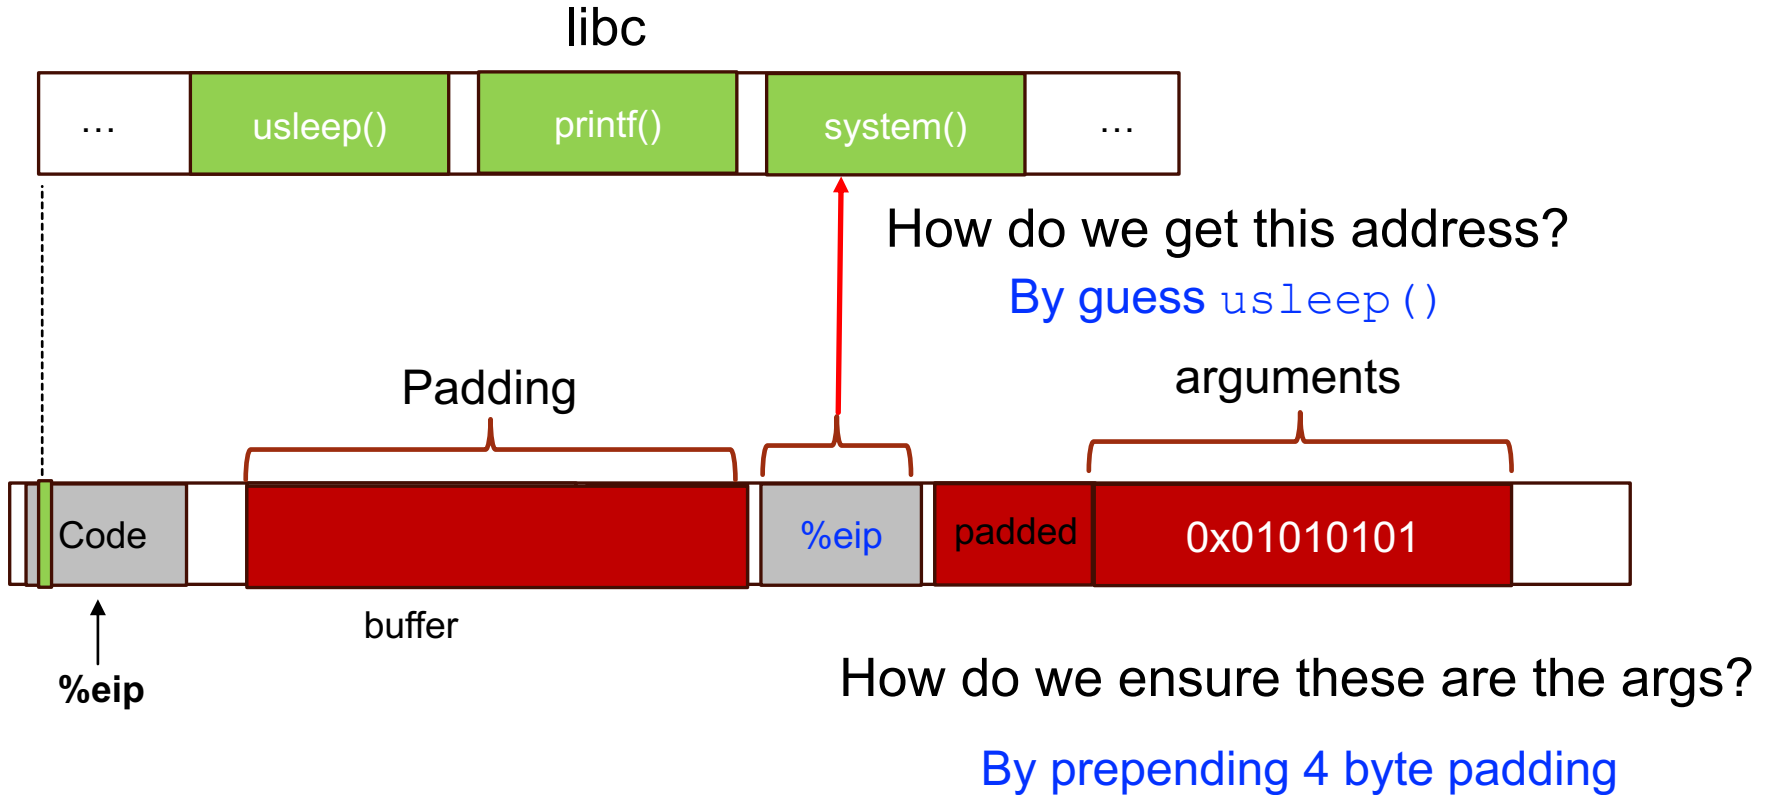 libc
… usleep() printf() system() …
How do we get this address?
By guess usleep()
Padding
arguments
Code
%eip
padded
0x01010101
buffer
%eip
How do we ensure these are the args?
By prepending 4 byte padding